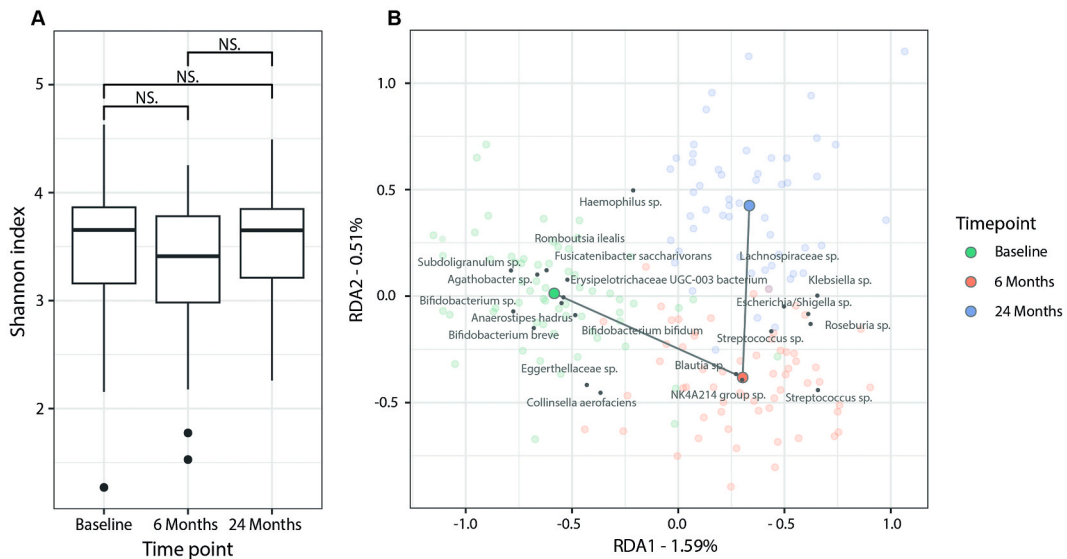 A
B
NS.
NS.
NS.
5
4
3
2
Shannon index
Baseline 6 Months 24 Months
Time point
1.0
0.5
0.0
-0.5
RDA2 - 0.51%
Haemophilus sp.
Romboutsia ilealis
Fusicatenibacter saccharivorans
Lachnospiraceae sp.
Subdoligranulum sp.
Agathobacter sp.
Erysipelotrichaceae UGC-003 bacterium
Klebsiella sp.
Bifidobacterium sp.
Escherichia/Shigella sp.
Anaerostipes hadrus
Roseburia sp.
Bifidobacterium breve
Bifidobacterium bifidum
Streptococcus sp.
Eggerthellaceae sp.
Blautia sp.
NK4A214 group sp.
Streptococcus sp.
Collinsella aerofaciens
-1.0 -0.5 0.0 - 0.5 1.0
RDA1 - 1.59%
Timepoint
Baseline
6 Months
24 Months